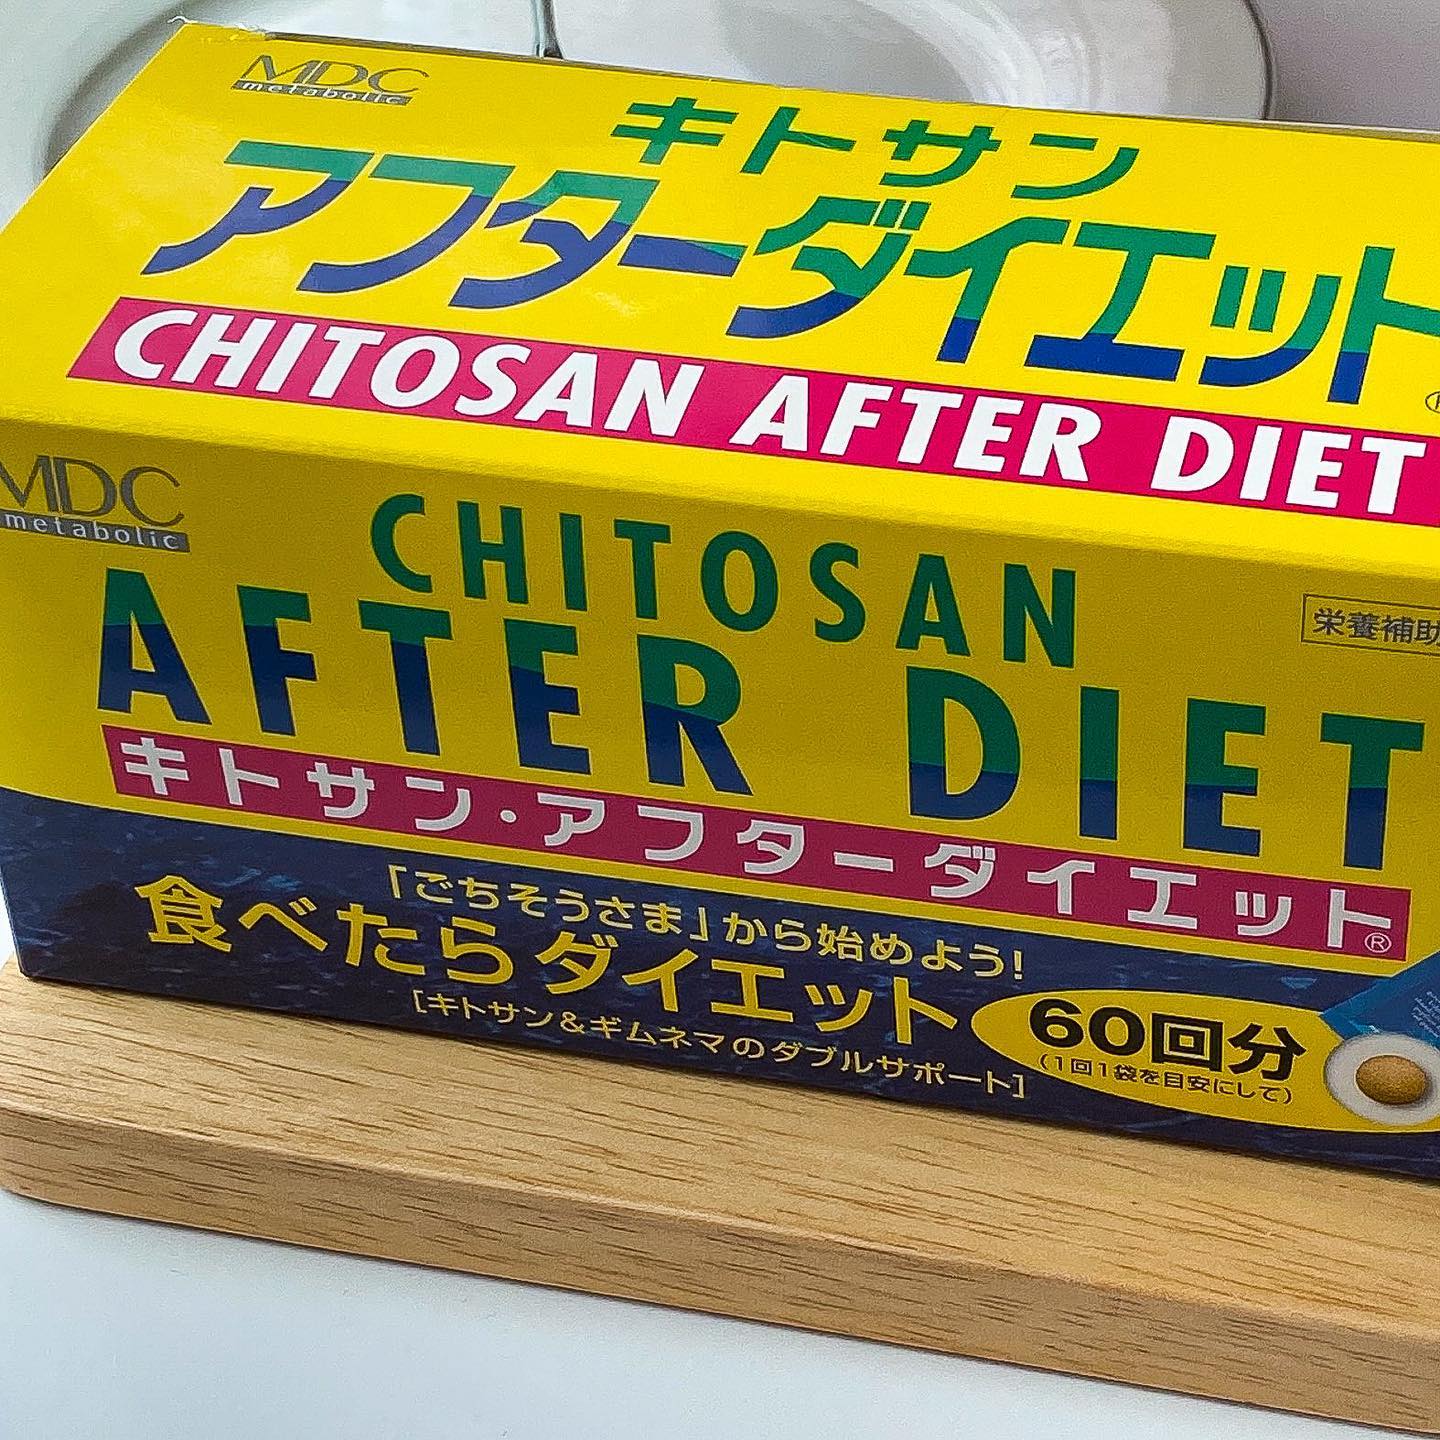 MDC
metabolic
キトサン
アフターダイエット
CHITOSAN AFTER DIET
MDC
metabolic
CHITOSAN
AFTER DIET
栄養補助
キトサン・アフターダイエット®
「ごちそうさま」から始めよう!
食べたらダイエット
[キトサン&ギムネマのダブルサポート]
60回分
(1回1袋を目安にして)